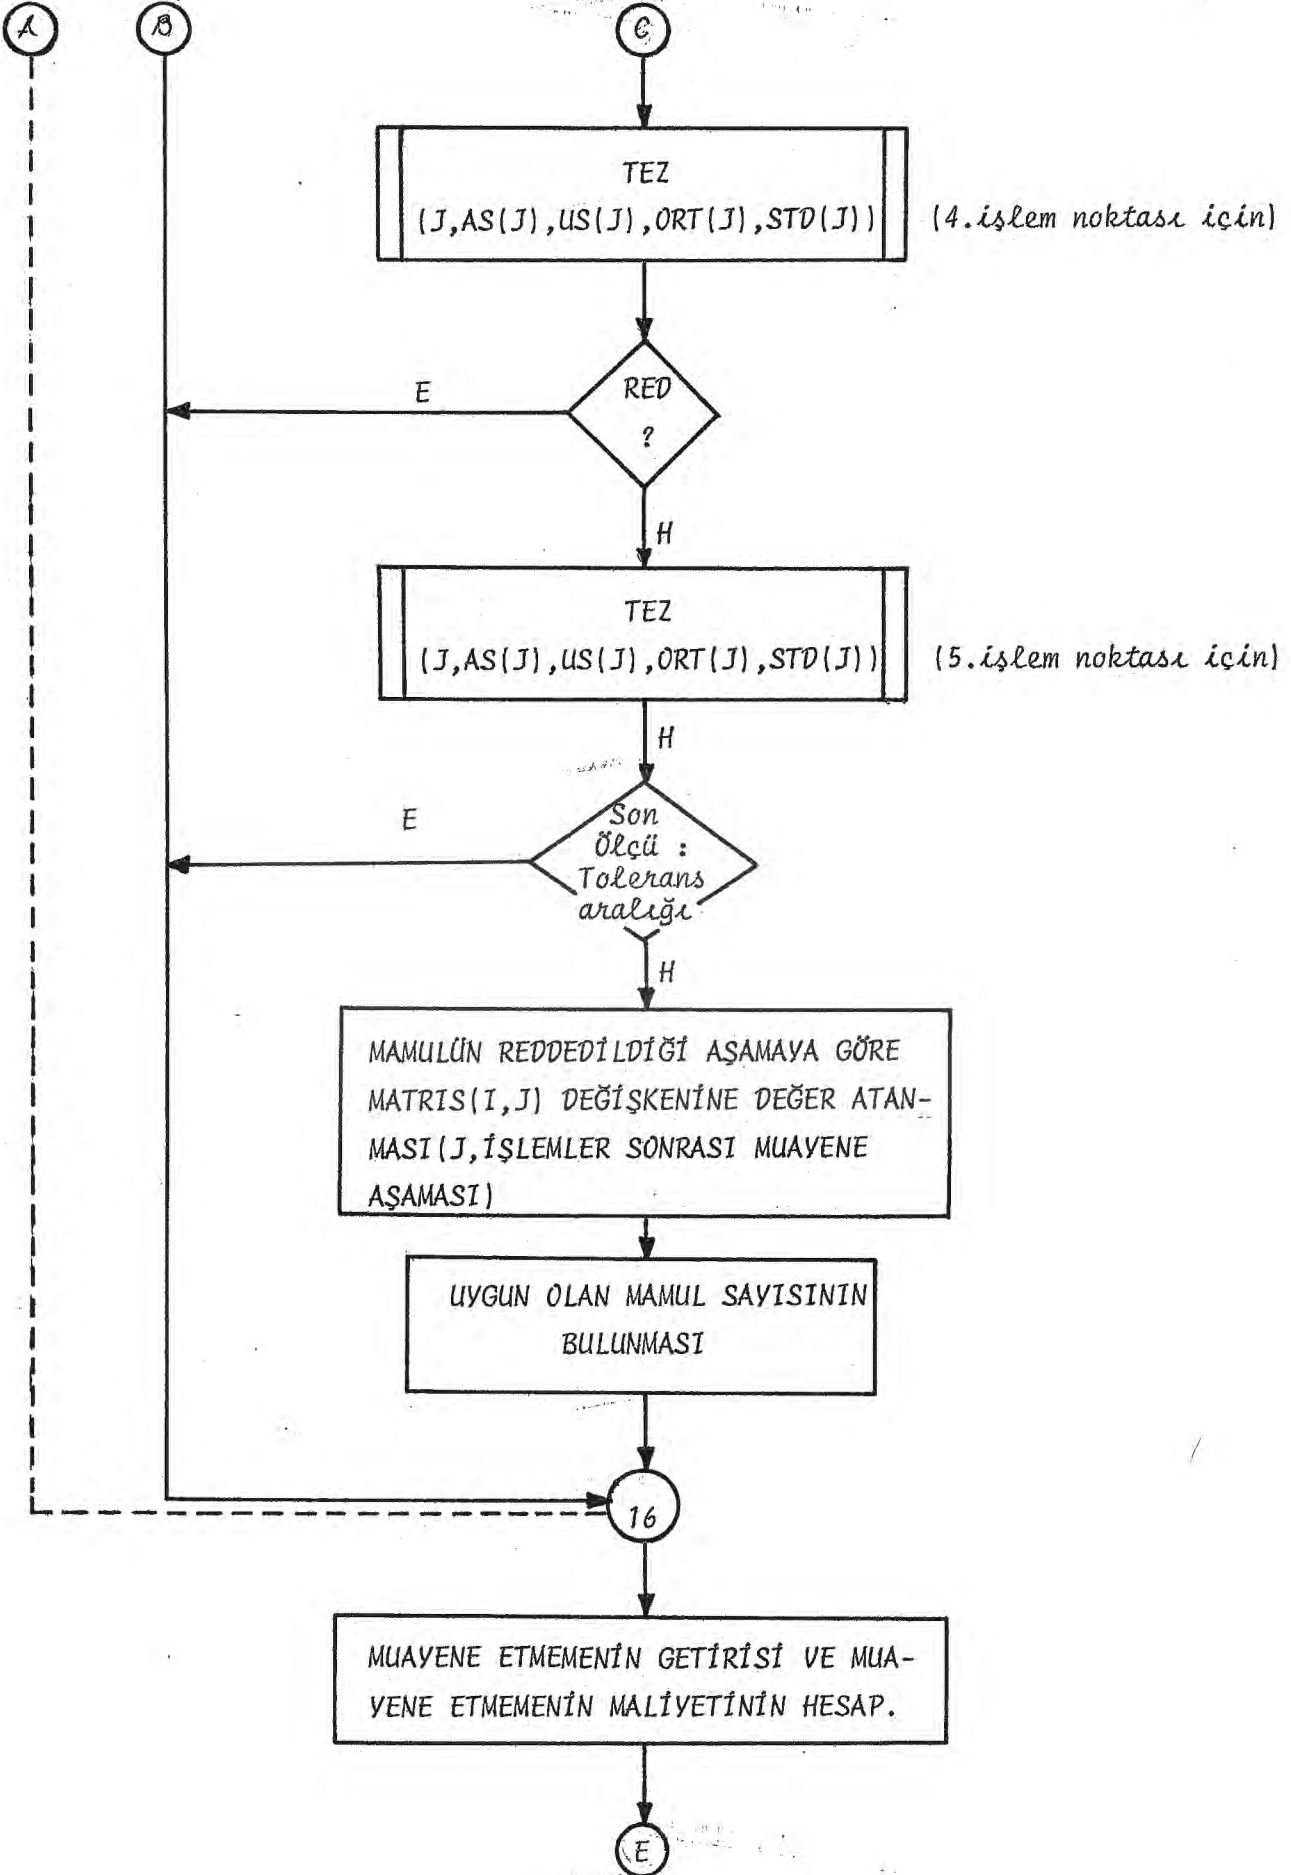 A
B
C
TEZ
(J,AS(J),US(J),ORT(J),STD(J))
(4.işlem noktası için)
RED
?
E
H
TEZ
(J,AS(J),US(J),ORT(J),STD(J))
(5.işlem noktası için)
H
Son
Ölçü :
Tolerans
aralığı
E
H
MAMULÜN REDDEDİLDİĞİ AŞAMAYA GÖRE
MATRIS(I,J) DEĞİŞKENİNE DEĞER ATAN-
MASI(J,İŞLEMLER SONRASI MUAYENE
AŞAMASI)
UYGUN OLAN MAMUL SAYISININ
BULUNMASI
16
MUAYENE ETMEMENİN GETİRİSİ VE MUA-
YENE ETMEMENİN MALİYETİNİN HESAP.
E